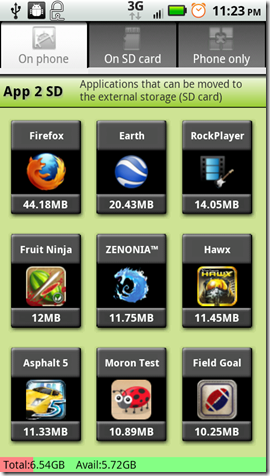 3G 11:23 PM
On phone On SD card Phone only
App 2 SD Applications that can be moved to
the external storage (SD card)
Firefox Earth RockPlayer
44.18MB 20.43MB 14.05MB
Fruit Ninja ZENONIA™ Hawx
HAWX
12MB 11.75MB 11.45MB
Asphalt 5 Moron Test Field Goal
5
11.33MB 10.89MB 10.25MB
Total:6.54GB Avail:5.72GB